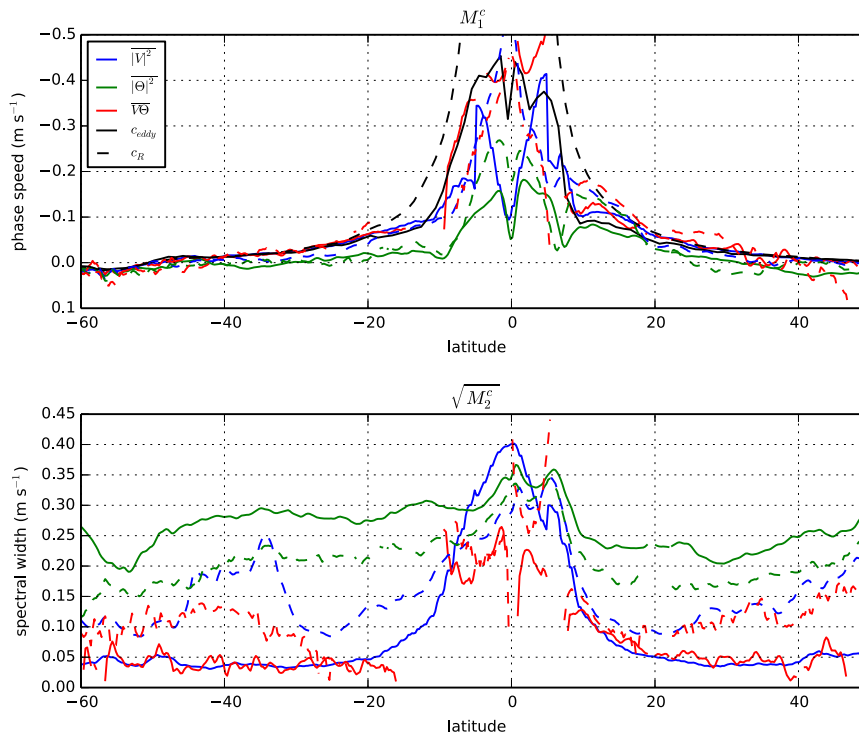 M₁ᶜ
−0.5
−0.4
−0.3
−0.2
−0.1
0.0
0.1
phase speed (m s⁻¹)
|V|²
|Θ|²
VΘ
c_eddy
c_R
−60 −40 −20 0 20 40
latitude
√M₂ᶜ
0.45
0.40
0.35
0.30
0.25
0.20
0.15
0.10
0.05
0.00
spectral width (m s⁻¹)
−60 −40 −20 0 20 40
latitude